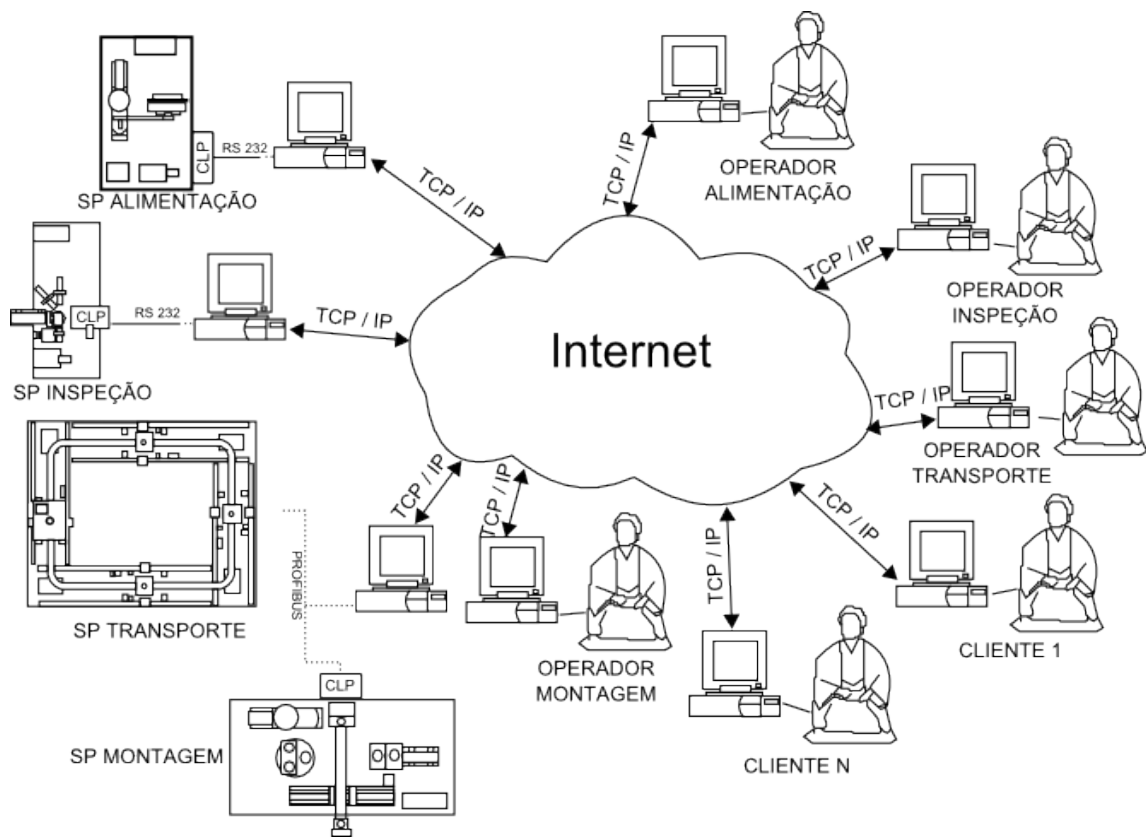 CLP
RS 232
SP ALIMENTAÇÃO
TCP / IP
TCP / IP
OPERADOR
ALIMENTAÇÃO
CLP
RS 232
SP INSPEÇÃO
TCP / IP
Internet
TCP / IP
OPERADOR
INSPEÇÃO
TCP / IP
OPERADOR
TRANSPORTE
SP TRANSPORTE
PROFIBUS
TCP / IP
TCP / IP
OPERADOR
MONTAGEM
TCP / IP
CLIENTE N
TCP / IP
CLIENTE 1
CLP
SP MONTAGEM